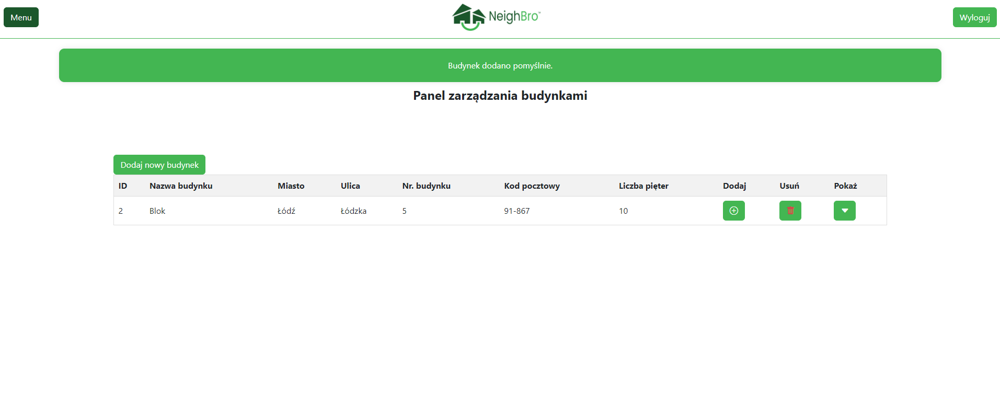 Menu
NeighBro™
Wyloguj
Budynek dodano pomyślnie.
Panel zarządzania budynkami
Dodaj nowy budynek
ID Nazwa budynku Miasto Ulica Nr. budynku Kod pocztowy Liczba pięter Dodaj Usuń Pokaż
2 Blok Łódź Łódzka 5 91-867 10